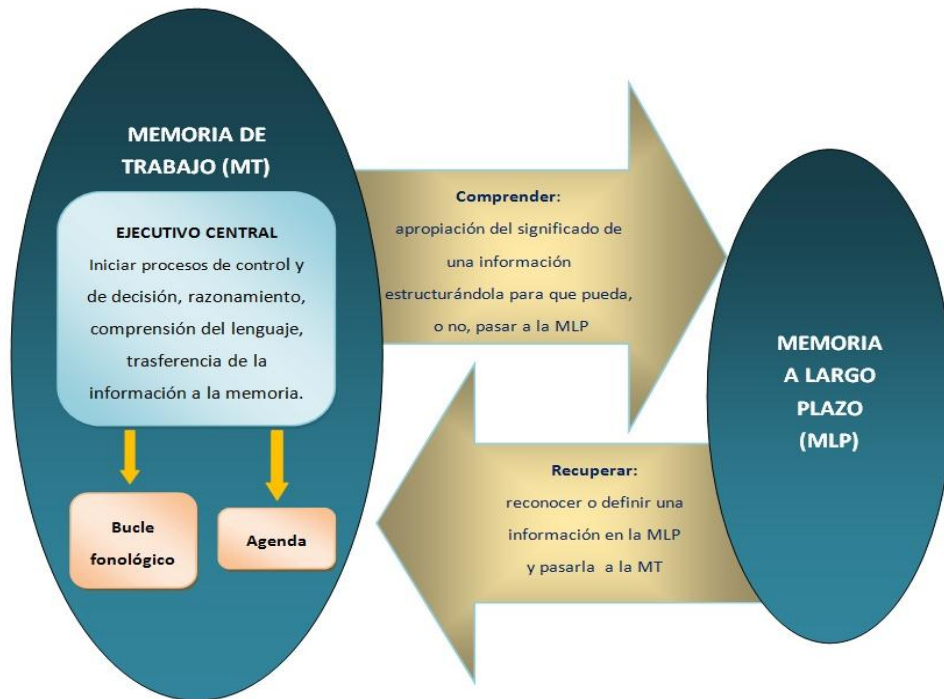 MEMORIA DE
TRABAJO (MT)
EJECUTIVO CENTRAL
Iniciar procesos de control y
de decisión, razonamiento,
comprensión del lenguaje,
trasferencia de la
información a la memoria.
Bucle
fonológico
Agenda
Comprender:
apropiación del significado de
una información
estructurándola para que pueda,
o no, pasar a la MLP
Recuperar:
reconocer o definir una
información en la MLP
y pasarla a la MT
MEMORIA
A LARGO
PLAZO
(MLP)